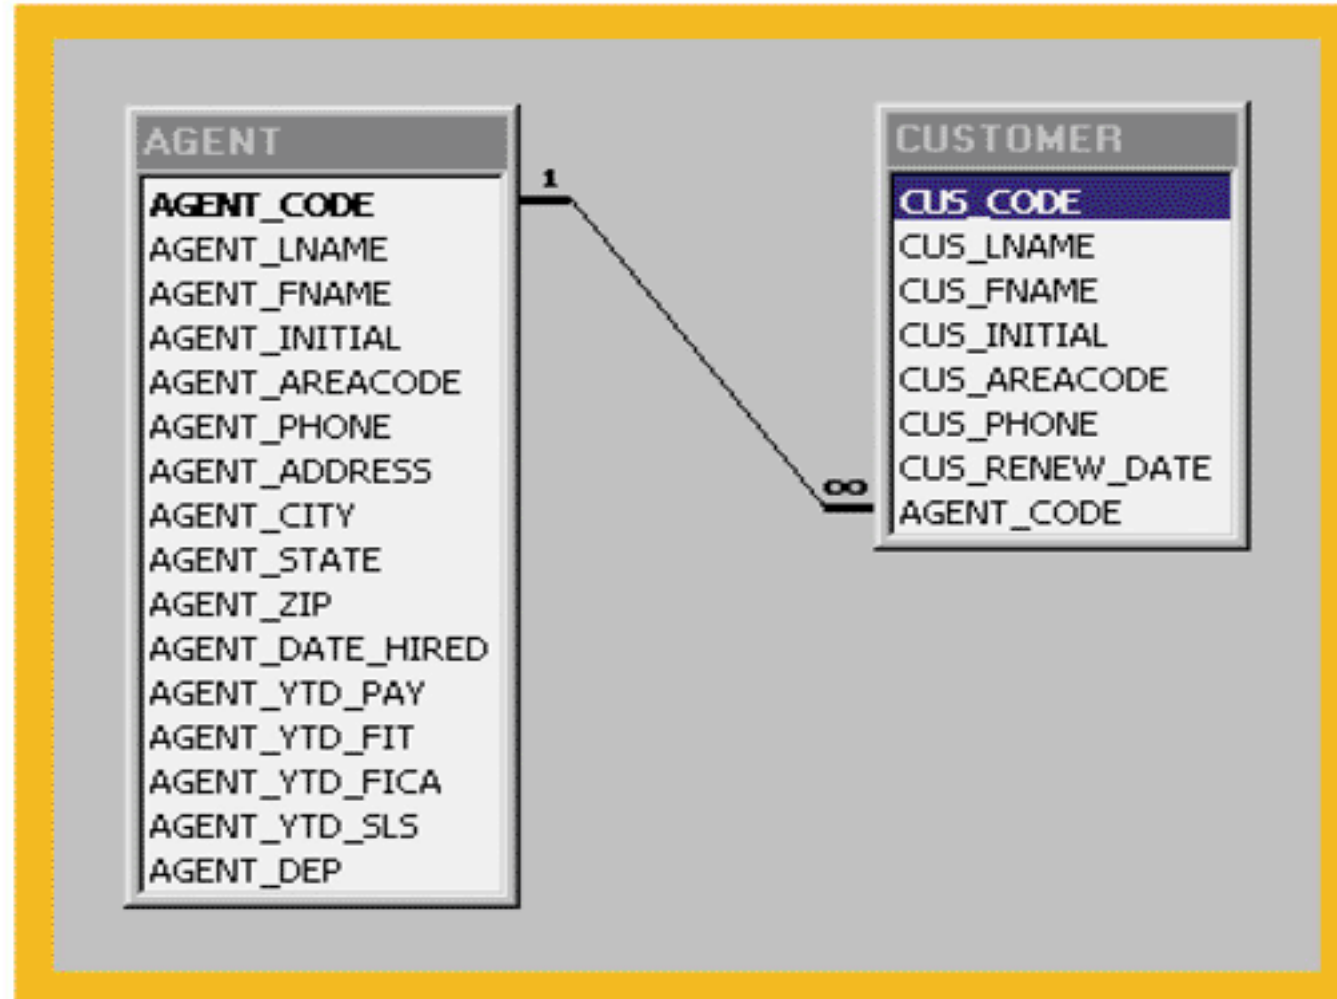 AGENT
AGENT_CODE
AGENT_LNAME
AGENT_FNAME
AGENT_INITIAL
AGENT_AREACODE
AGENT_PHONE
AGENT_ADDRESS
AGENT_CITY
AGENT_STATE
AGENT_ZIP
AGENT_DATE_HIRED
AGENT_YTD_PAY
AGENT_YTD_FIT
AGENT_YTD_FICA
AGENT_YTD_SLS
AGENT_DEP
1
∞
CUSTOMER
CUS_CODE
CUS_LNAME
CUS_FNAME
CUS_INITIAL
CUS_AREACODE
CUS_PHONE
CUS_RENEW_DATE
AGENT_CODE